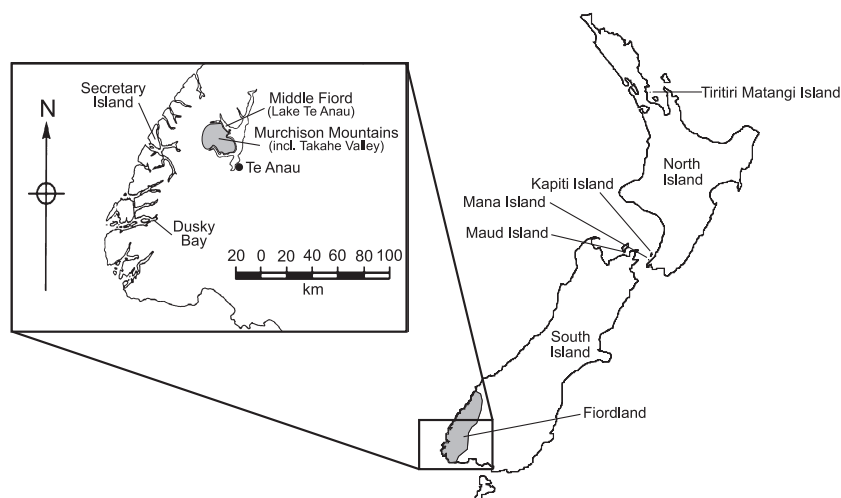 Secretary
Island
N
Middle Fiord
(Lake Te Anau)
Murchison Mountains
(incl. Takahe Valley)
Te Anau
Dusky
Bay
20 0 20 40 60 80 100
km
Tiritiri Matangi Island
North
Island
Kapiti Island
Mana Island
Maud Island
South
Island
Fiordland